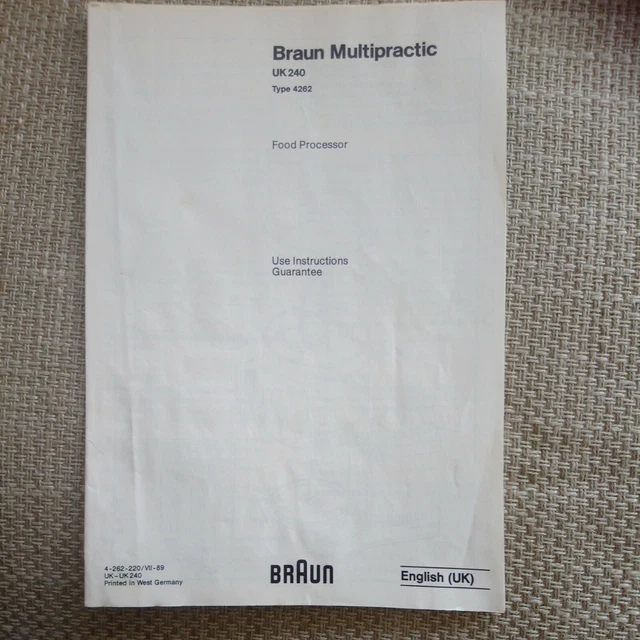 Braun Multipractic
UK 240
Type 4262
Food Processor
Use Instructions
Guarantee
4-262-220/VII-89
UK-UK 240
Printed in West Germany
BRAUN
English (UK)